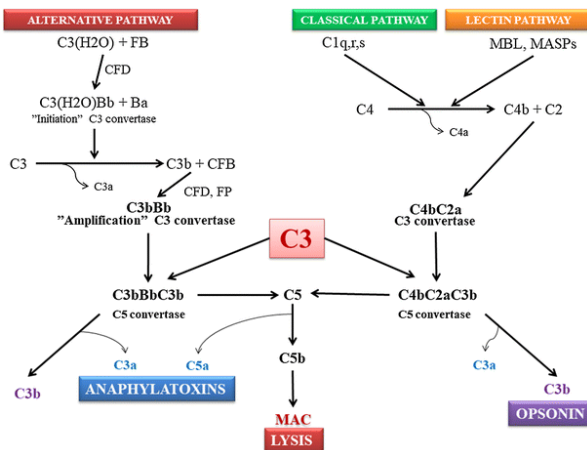 ALTERNATIVE PATHWAY
CLASSICAL PATHWAY
LECTIN PATHWAY
C3(H2O) + FB
C1q,r,s
MBL, MASPs
CFD
C3(H2O)Bb + Ba
"Initiation" C3 convertase
C4
C4b + C2
C4a
C3
C3b + CFB
C3a
CFD, FP
C3bBb
"Amplification" C3 convertase
C4bC2a
C3 convertase
C3
C3bBbC3b
C5 convertase
C5
C4bC2aC3b
C5 convertase
C3a
C5a
C5b
C3a
C3b
ANAPHYLATOXINS
C3b
MAC
LYSIS
OPSONIN